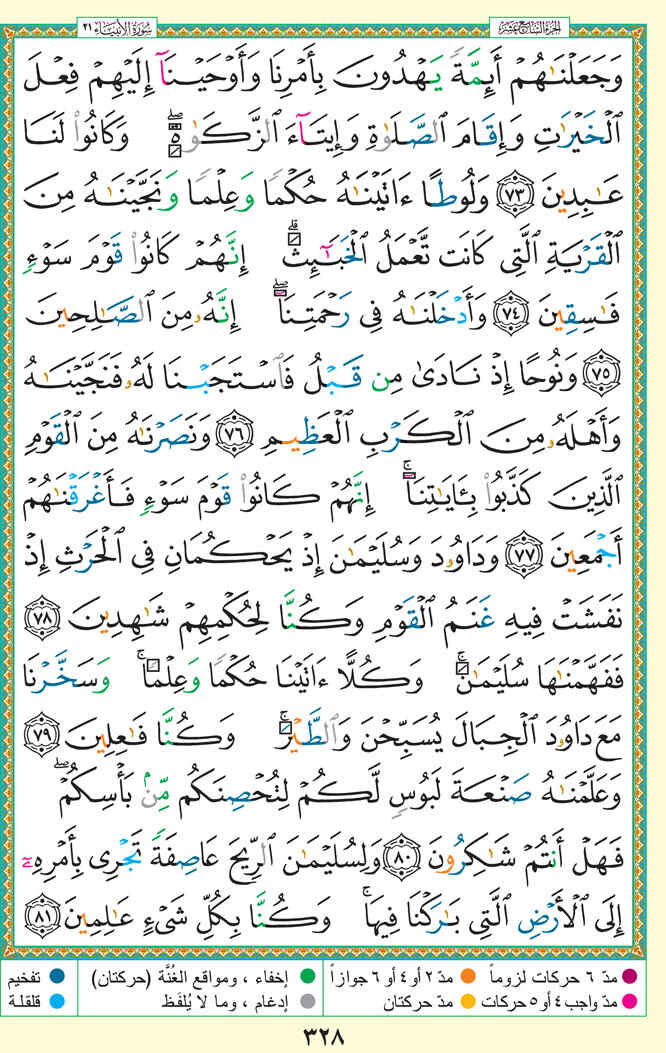 سُورَةُ الأَنبِيَاء ٢١
الجزء السابع عشر
وَجَعَلْنَٰهُمْ أَئِمَّةً يَهْدُونَ بِأَمْرِنَا وَأَوْحَيْنَآ إِلَيْهِمْ فِعْلَ
ٱلْخَيْرَٰتِ وَإِقَامَ ٱلصَّلَوٰةِ وَإِيتَآءَ ٱلزَّكَوٰةِ ۖ وَكَانُوا۟ لَنَا
عَٰبِدِينَ ﴿٧٣﴾ وَلُوطًا ءَاتَيْنَٰهُ حُكْمًا وَعِلْمًا وَنَجَّيْنَٰهُ مِنَ
ٱلْقَرْيَةِ ٱلَّتِى كَانَت تَّعْمَلُ ٱلْخَبَٰٓئِثَ ۗ إِنَّهُمْ كَانُوا۟ قَوْمَ سَوْءٍ
فَٰسِقِينَ ﴿٧٤﴾ وَأَدْخَلْنَٰهُ فِى رَحْمَتِنَآ ۖ إِنَّهُۥ مِنَ ٱلصَّٰلِحِينَ
﴿٧٥﴾ وَنُوحًا إِذْ نَادَىٰ مِن قَبْلُ فَٱسْتَجَبْنَا لَهُۥ فَنَجَّيْنَٰهُ
وَأَهْلَهُۥ مِنَ ٱلْكَرْبِ ٱلْعَظِيمِ ﴿٧٦﴾ وَنَصَرْنَٰهُ مِنَ ٱلْقَوْمِ
ٱلَّذِينَ كَذَّبُوا۟ بِـَٔايَٰتِنَآ ۚ إِنَّهُمْ كَانُوا۟ قَوْمَ سَوْءٍ فَأَغْرَقْنَٰهُمْ
أَجْمَعِينَ ﴿٧٧﴾ وَدَاوُۥدَ وَسُلَيْمَٰنَ إِذْ يَحْكُمَانِ فِى ٱلْحَرْثِ إِذْ
نَفَشَتْ فِيهِ غَنَمُ ٱلْقَوْمِ وَكُنَّا لِحُكْمِهِمْ شَٰهِدِينَ ﴿٧٨﴾
فَفَهَّمْنَٰهَا سُلَيْمَٰنَ ۚ وَكُلًّا ءَاتَيْنَا حُكْمًا وَعِلْمًا ۚ وَسَخَّرْنَا
مَعَ دَاوُۥدَ ٱلْجِبَالَ يُسَبِّحْنَ وَٱلطَّيْرَ ۚ وَكُنَّا فَٰعِلِينَ ﴿٧٩﴾
وَعَلَّمْنَٰهُ صَنْعَةَ لَبُوسٍ لَّكُمْ لِتُحْصِنَكُم مِّنۢ بَأْسِكُمْ ۖ
فَهَلْ أَنتُمْ شَٰكِرُونَ ﴿٨٠﴾ وَلِسُلَيْمَٰنَ ٱلرِّيحَ عَاصِفَةً تَجْرِى بِأَمْرِهِۦٓ
إِلَى ٱلْأَرْضِ ٱلَّتِى بَٰرَكْنَا فِيهَا ۚ وَكُنَّا بِكُلِّ شَىْءٍ عَٰلِمِينَ ﴿٨١﴾
مدّ ٦ حركات لزوماً
مدّ ٢ أو ٤ أو ٦ جوازاً
إخفاء ، ومواقع الغُنَّة (حركتان)
تفخيم
مدّ واجب ٤ أو ٥ حركات
مدّ حركتان
إدغام ، وما لا يُلفَظ
قلقلة
٣٢٨